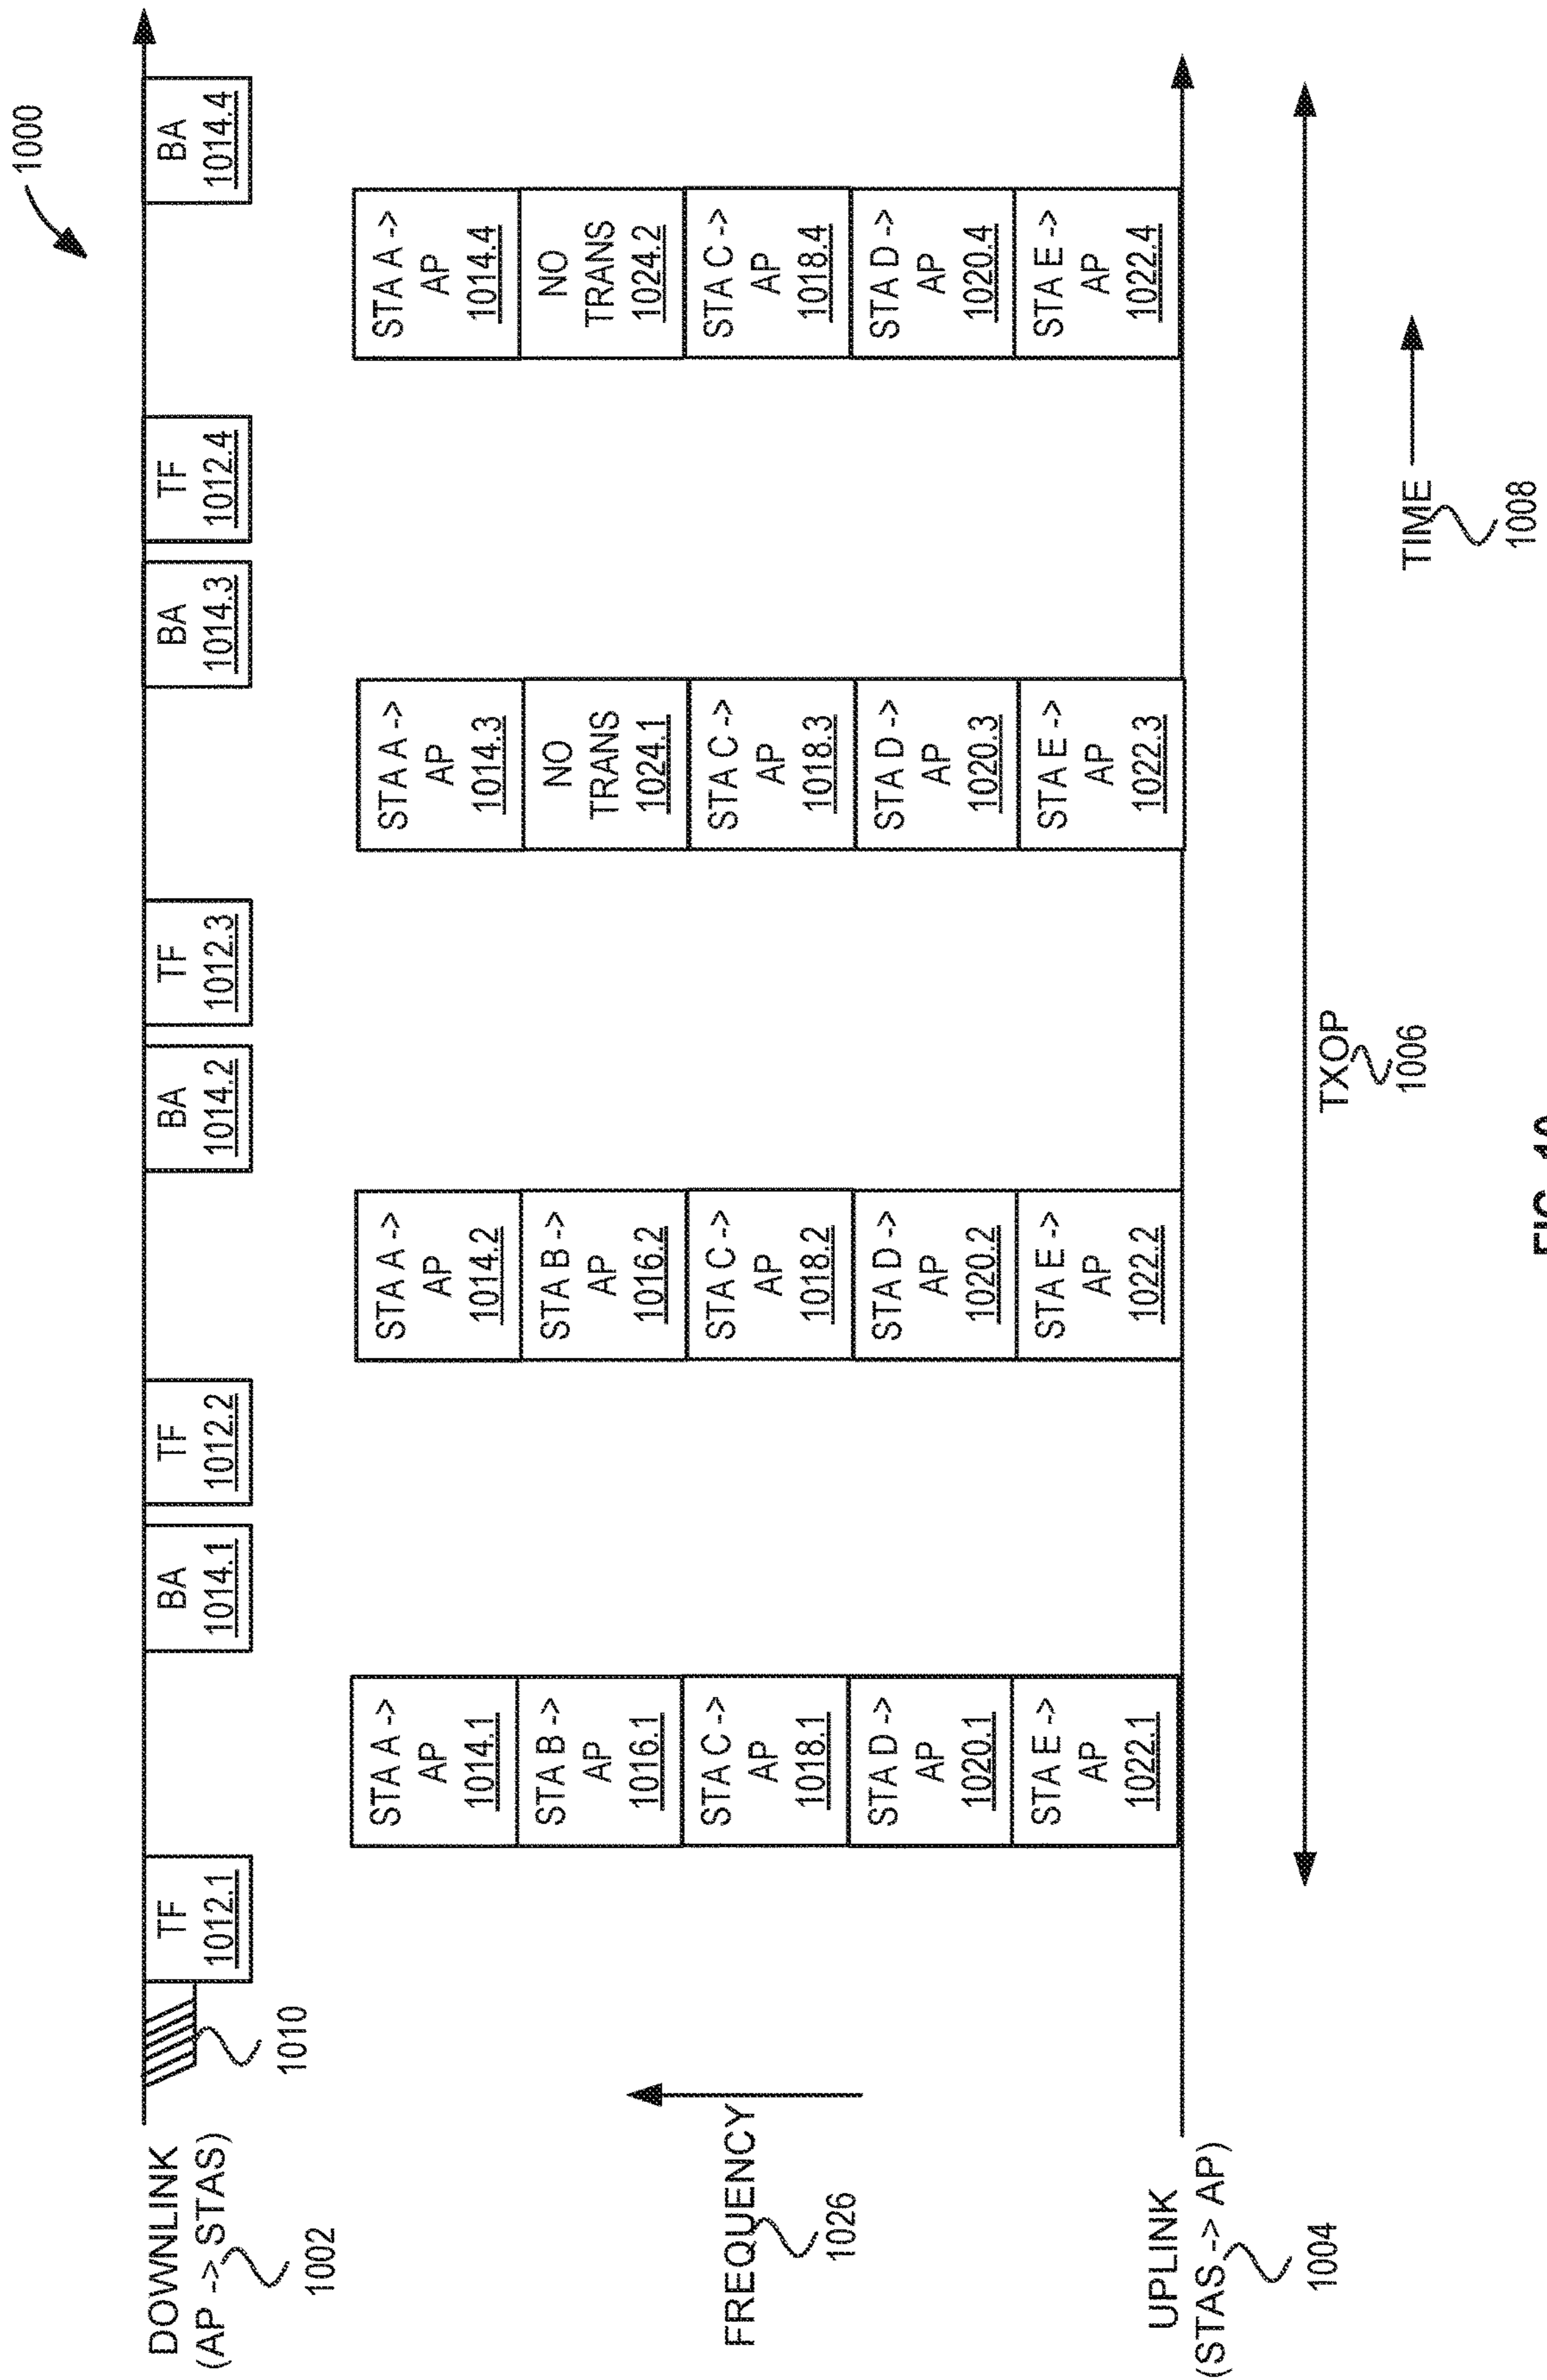 1000
DOWNLINK
(AP -> STAS)
1002
1010
TF
1012.1
BA
1014.1
TF
1012.2
BA
1014.2
TF
1012.3
BA
1014.3
TF
1012.4
BA
1014.4
FREQUENCY
1026
STA A ->
AP
1014.1
STA B ->
AP
1016.1
STA C ->
AP
1018.1
STA D ->
AP
1020.1
STA E ->
AP
1022.1
STA A ->
AP
1014.2
STA B ->
AP
1016.2
STA C ->
AP
1018.2
STA D ->
AP
1020.2
STA E ->
AP
1022.2
STA A ->
AP
1014.3
NO
TRANS
1024.1
STA C ->
AP
1018.3
STA D ->
AP
1020.3
STA E ->
AP
1022.3
STA A ->
AP
1014.4
NO
TRANS
1024.2
STA C ->
AP
1018.4
STA D ->
AP
1020.4
STA E ->
AP
1022.4
UPLINK
(STAS -> AP)
1004
TXOP
1006
TIME
1008
FIG.